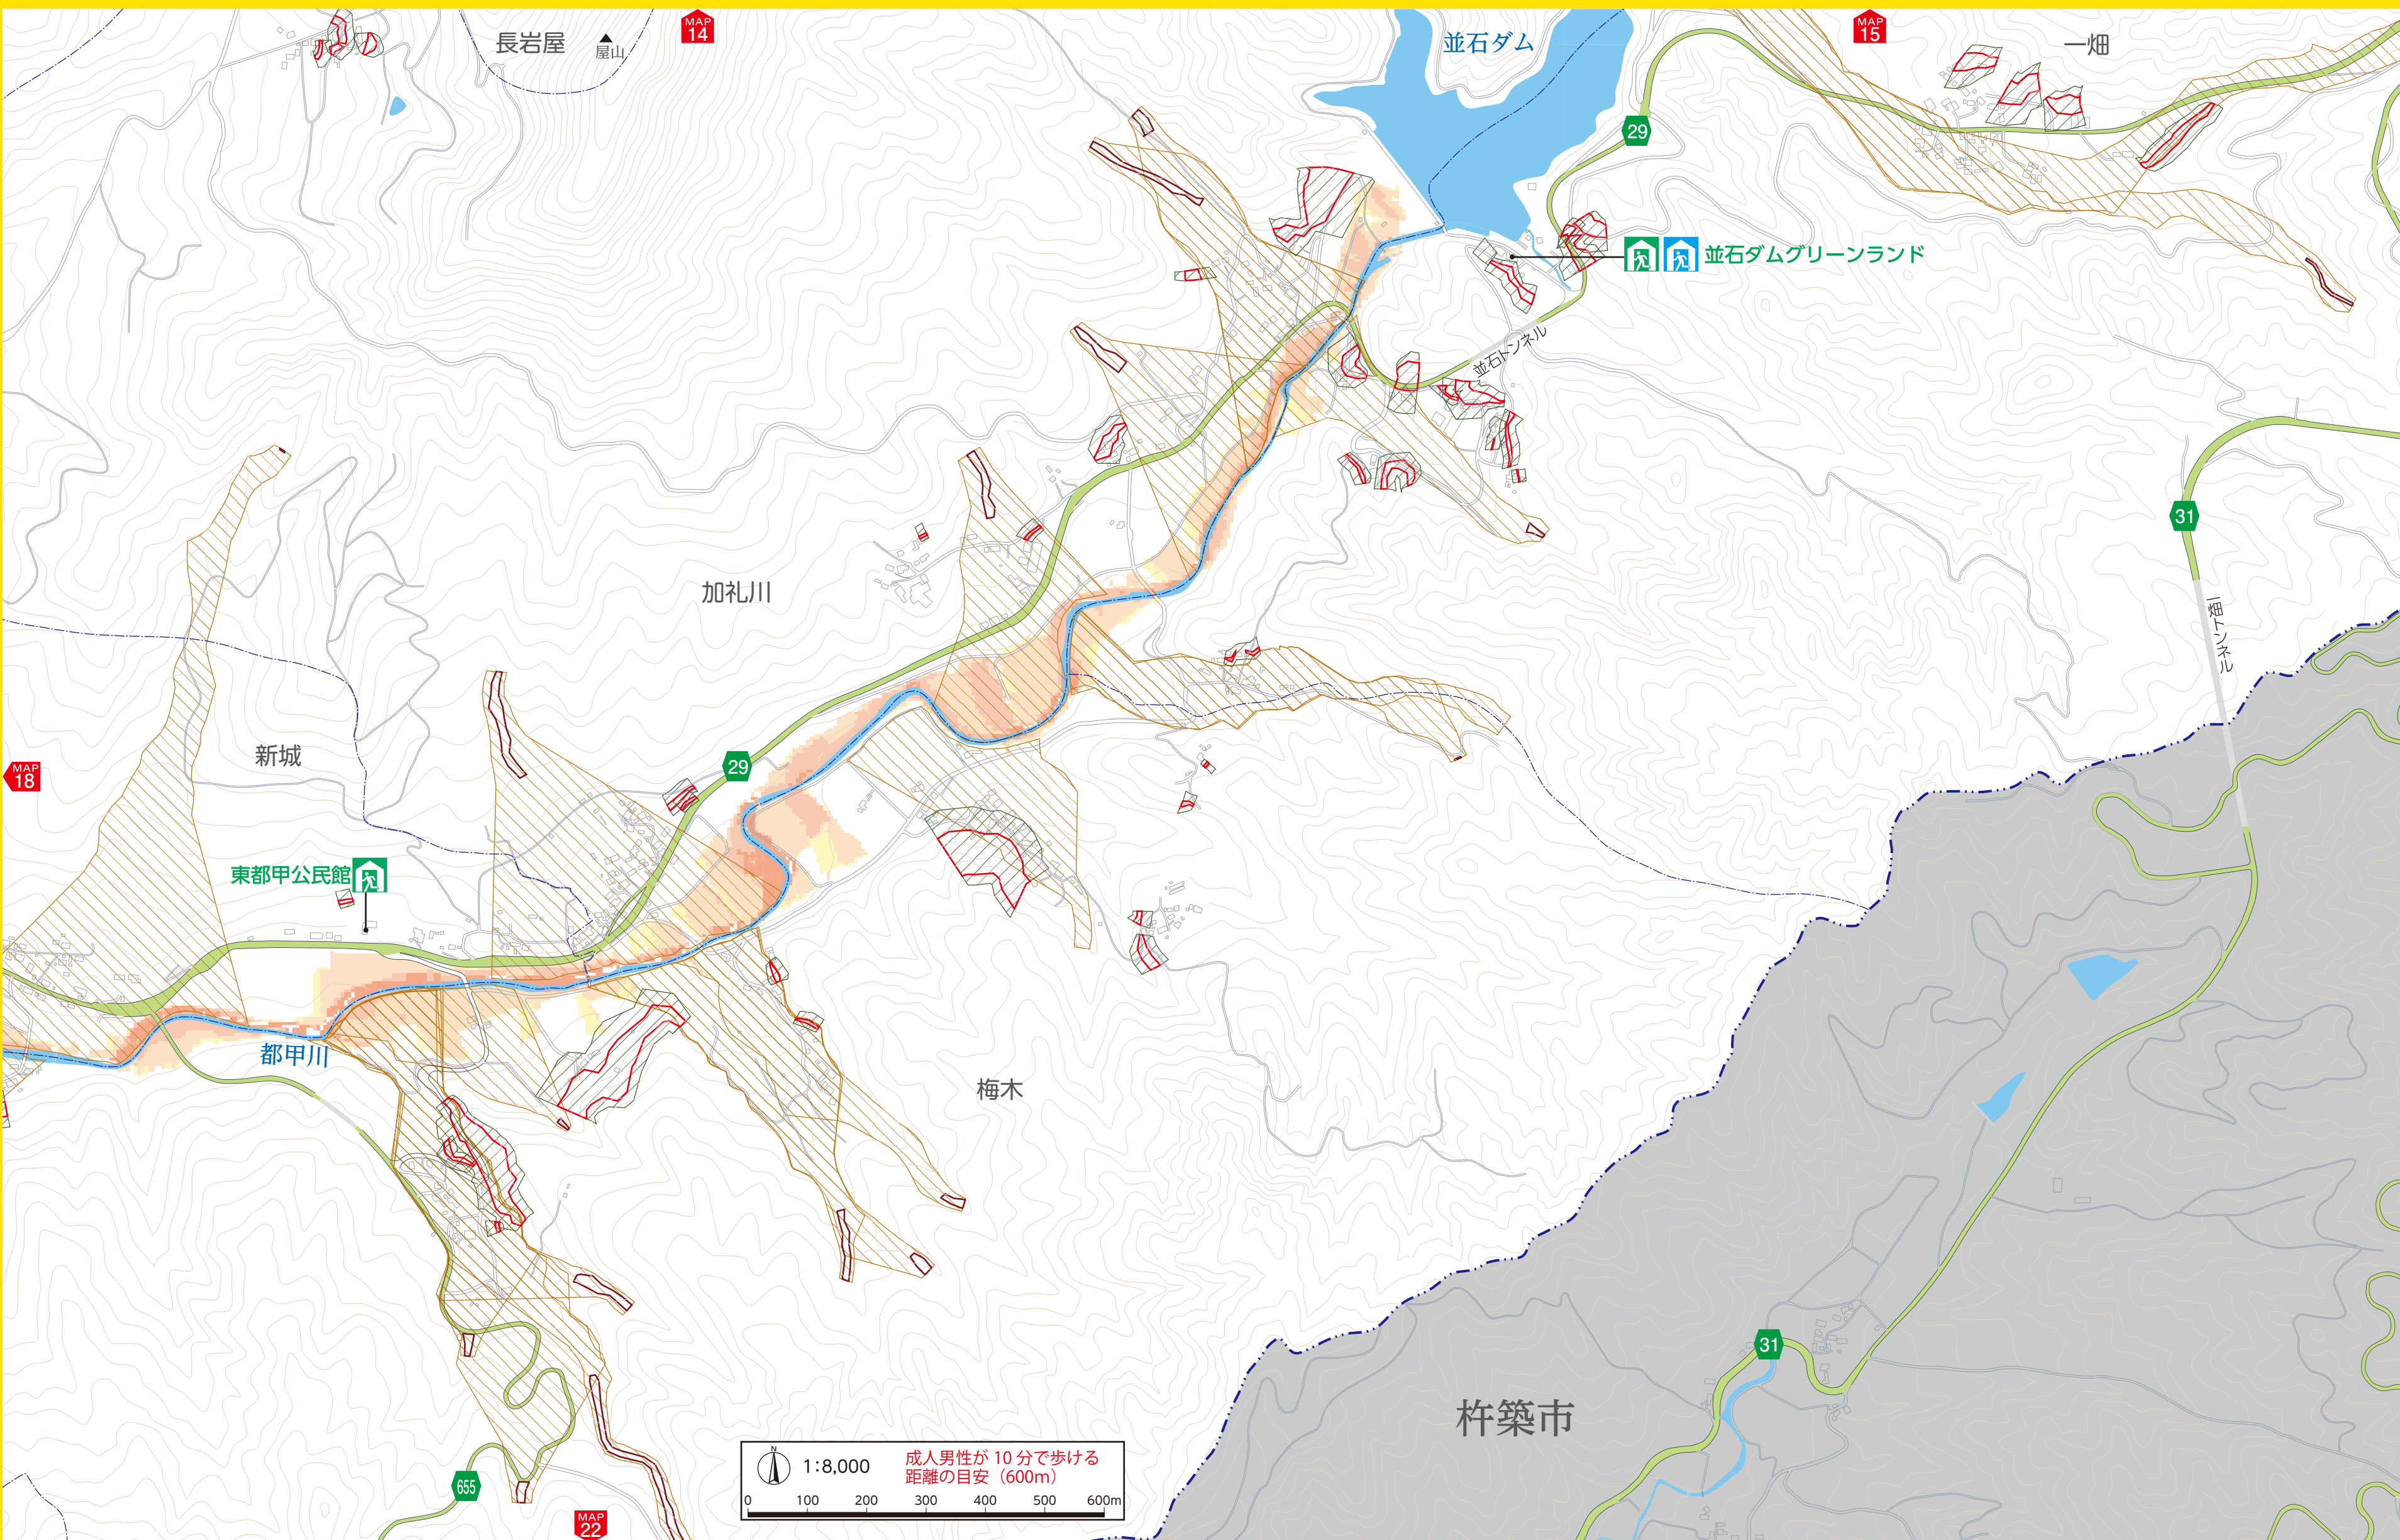 長岩屋
屋山
MAP
14
並石ダム
MAP
15
一畑
29
並石ダムグリーンランド
並石トンネル
31
一畑トンネル
加礼川
新城
MAP
18
29
東都甲公民館
都甲川
梅木
31
杵築市
655
MAP
22
N
1:8,000
成人男性が 10 分で歩ける
距離の目安（600m）
0 100 200 300 400 500 600m